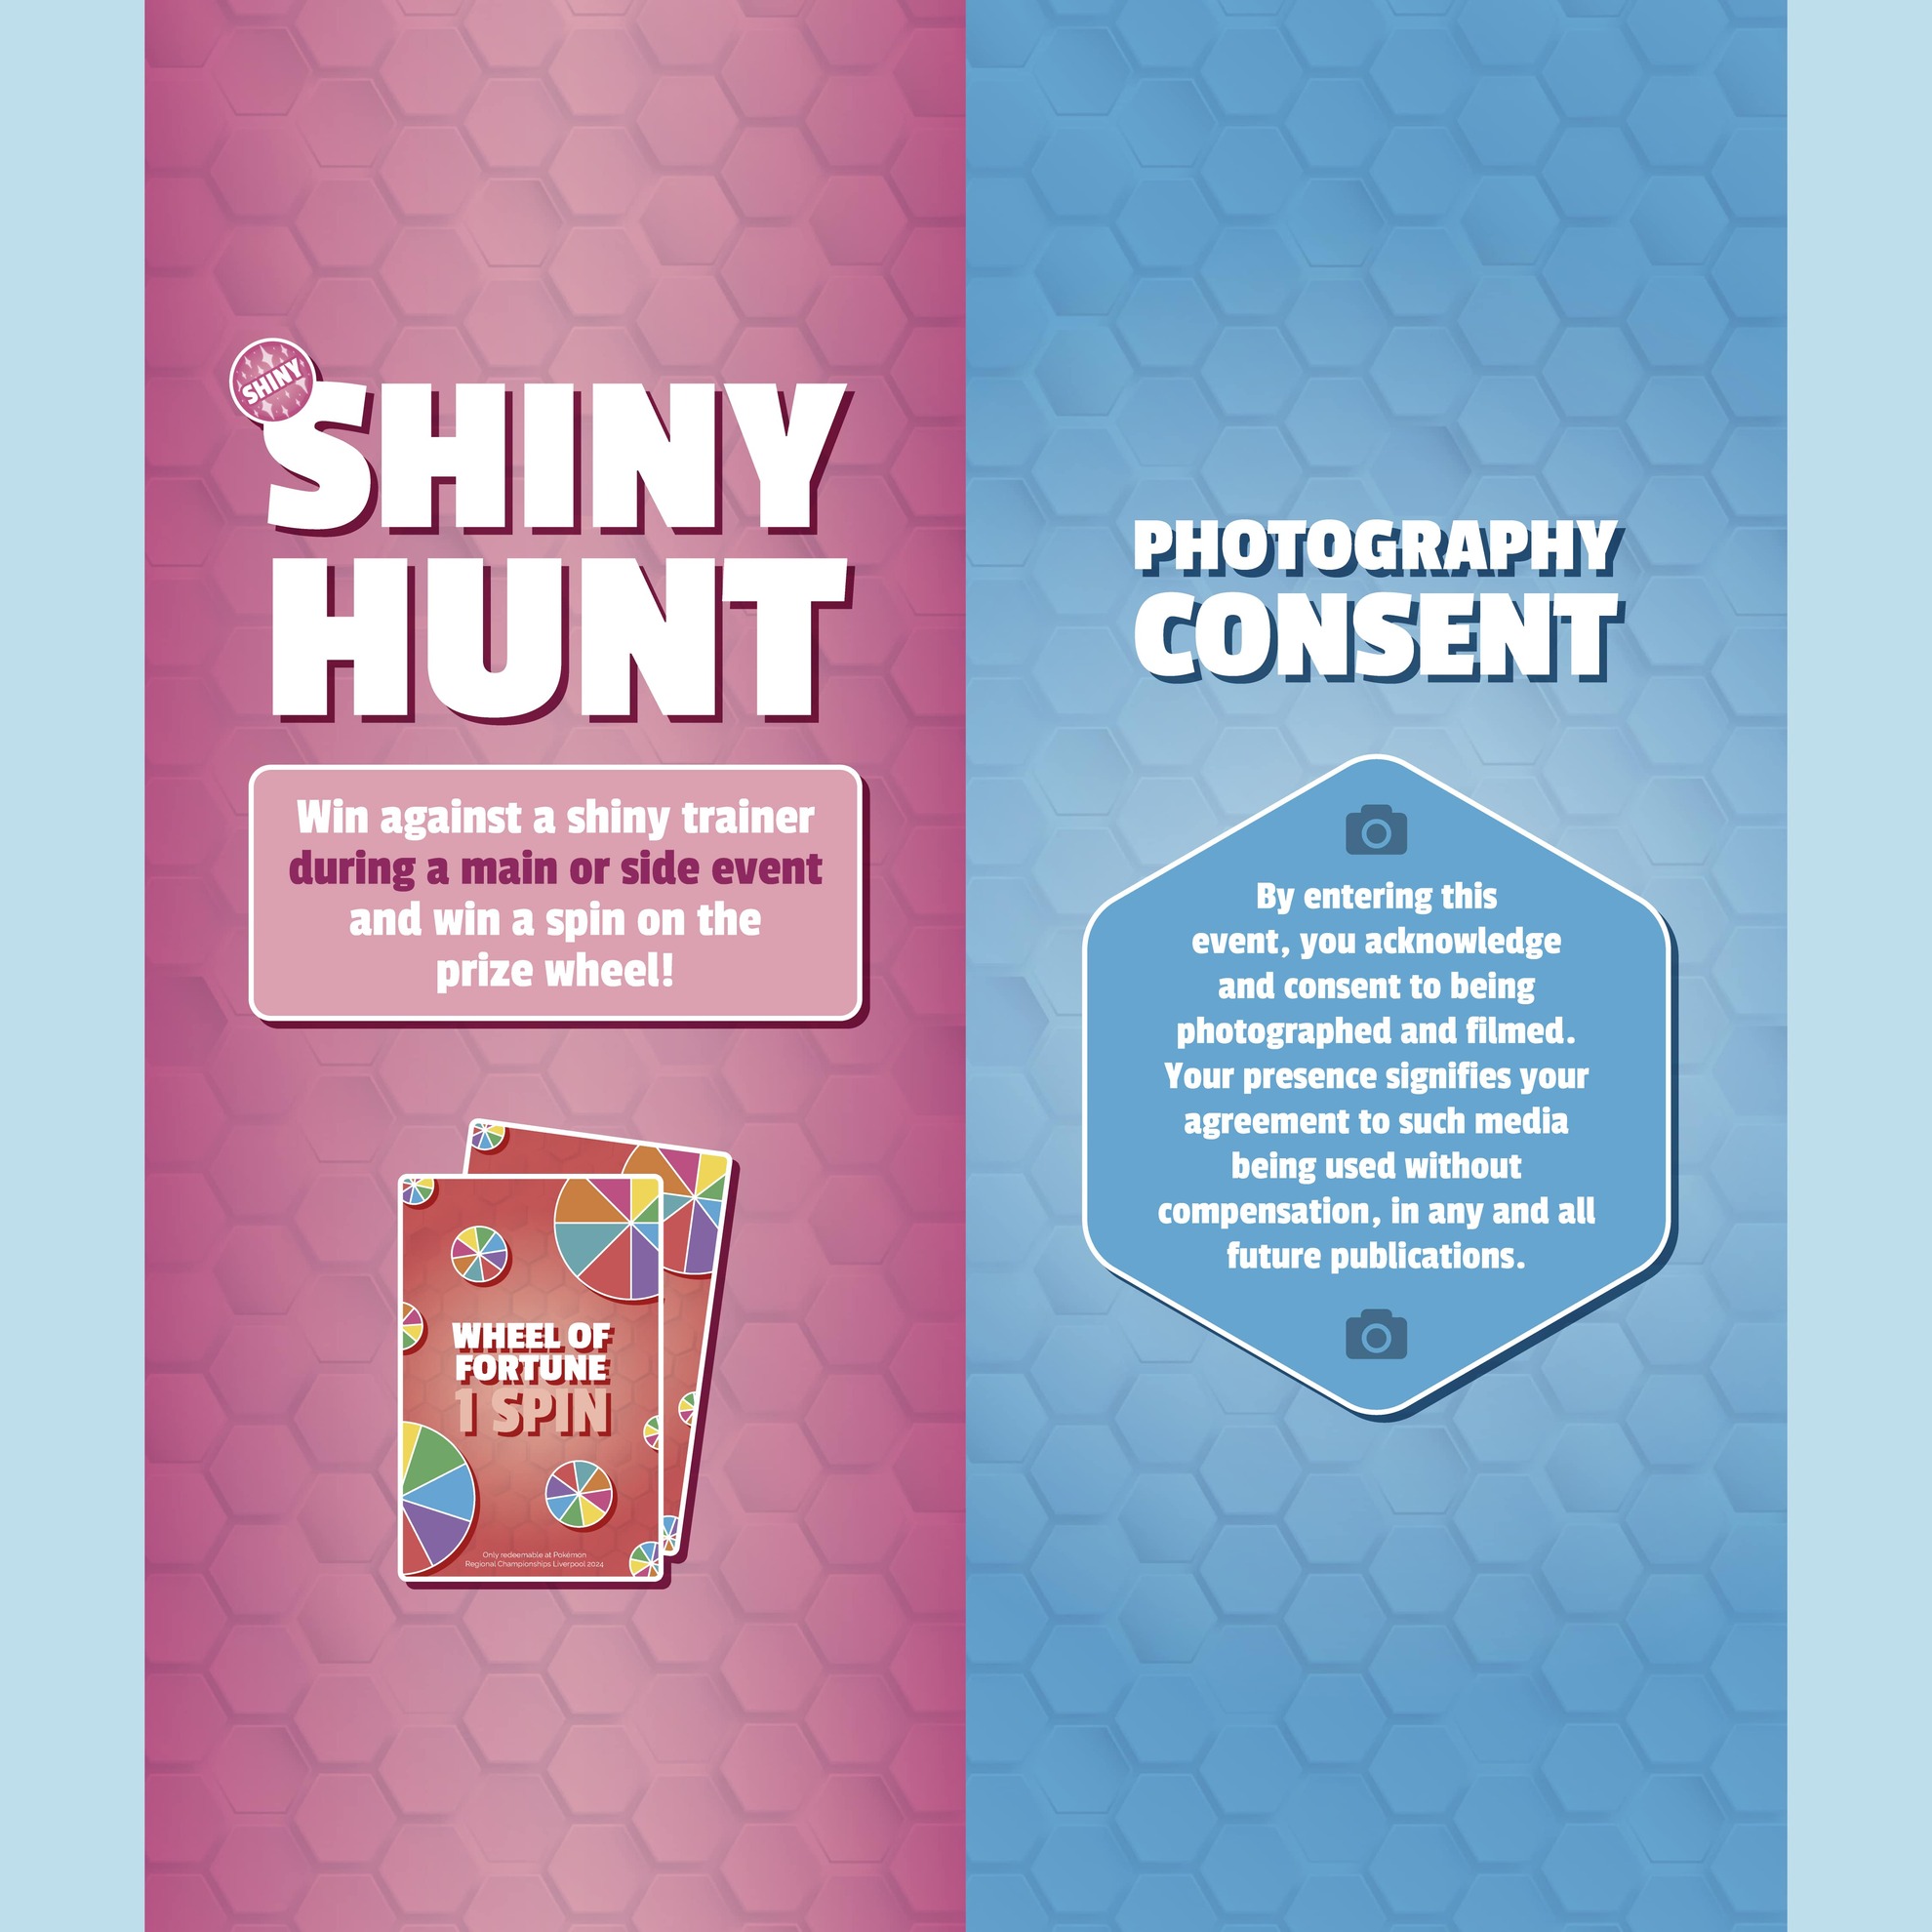 SHINY
SHINY
HUNT
Win against a shiny trainer
during a main or side event
and win a spin on the
prize wheel!
WHEEL OF
FORTUNE
1 SPIN
Only redeemable at Pokémon
Regional Championships Liverpool 2024
PHOTOGRAPHY
CONSENT
By entering this
event, you acknowledge
and consent to being
photographed and filmed.
Your presence signifies your
agreement to such media
being used without
compensation, in any and all
future publications.